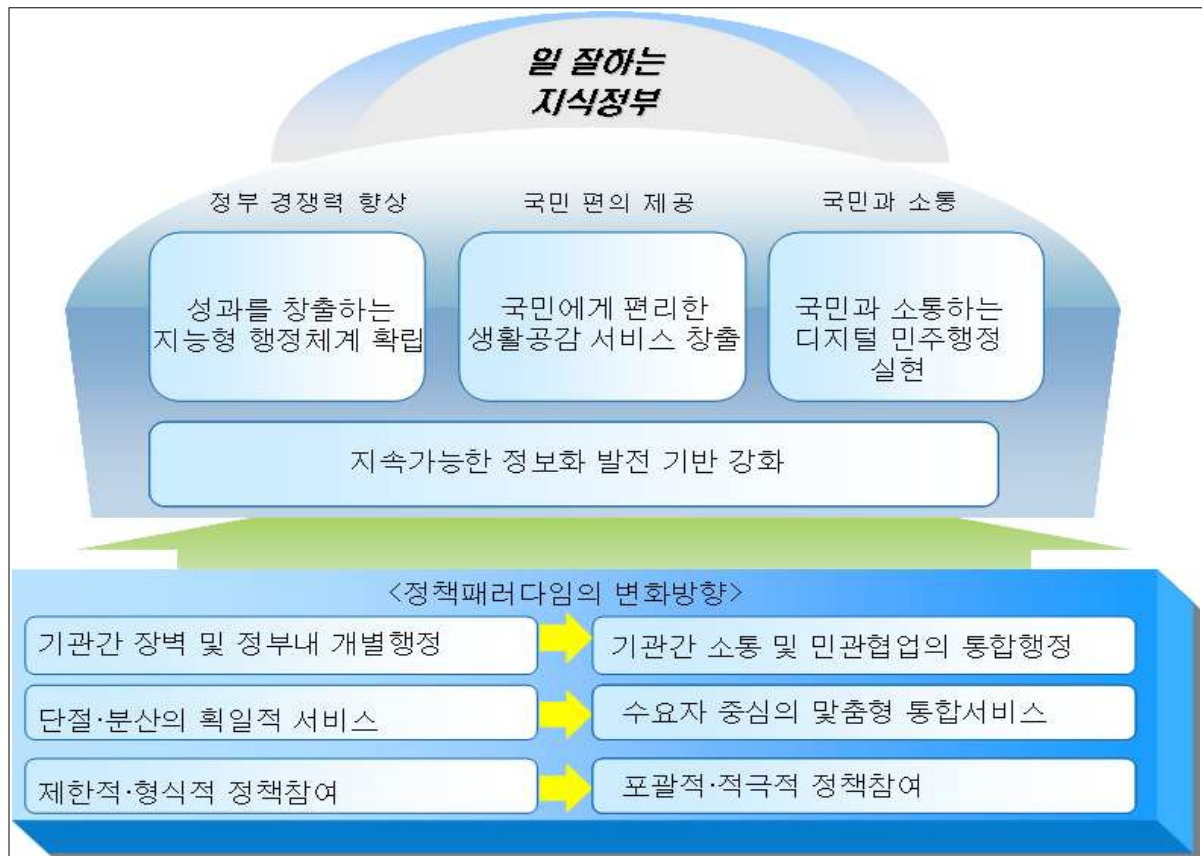 일 잘하는
지식정부
정부 경쟁력 향상
국민 편의 제공
국민과 소통
성과를 창출하는
지능형 행정체계 확립
국민에게 편리한
생활공감 서비스 창출
국민과 소통하는
디지털 민주행정
실현
지속가능한 정보화 발전 기반 강화
<정책패러다임의 변화방향>
기관간 장벽 및 정부내 개별행정
기관간 소통 및 민관협업의 통합행정
단절·분산의 획일적 서비스
수요자 중심의 맞춤형 통합서비스
제한적·형식적 정책참여
포괄적·적극적 정책참여